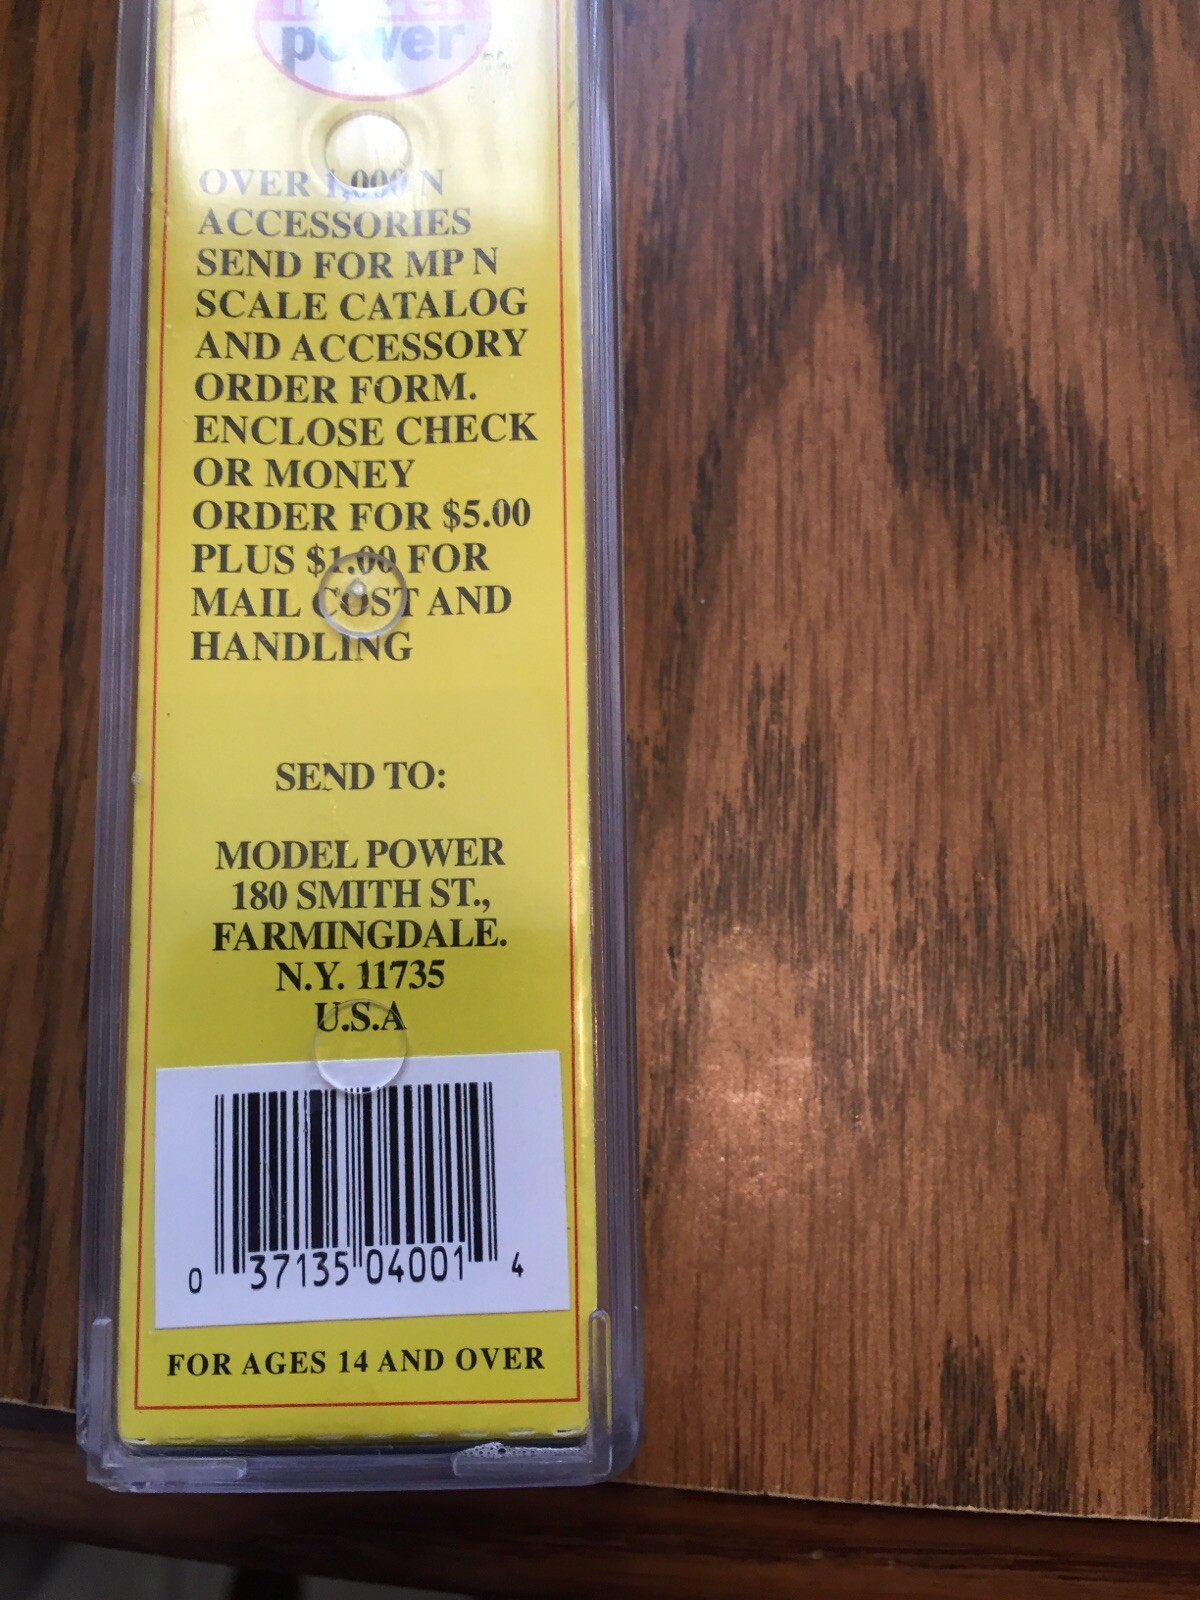 power
OVER 1,000 N
ACCESSORIES
SEND FOR MP N
SCALE CATALOG
AND ACCESSORY
ORDER FORM.
ENCLOSE CHECK
OR MONEY
ORDER FOR $5.00
PLUS $1.00 FOR
MAIL COST AND
HANDLING
SEND TO:
MODEL POWER
180 SMITH ST.,
FARMINGDALE.
N.Y. 11735
U.S.A
0 37135 04001 4
FOR AGES 14 AND OVER